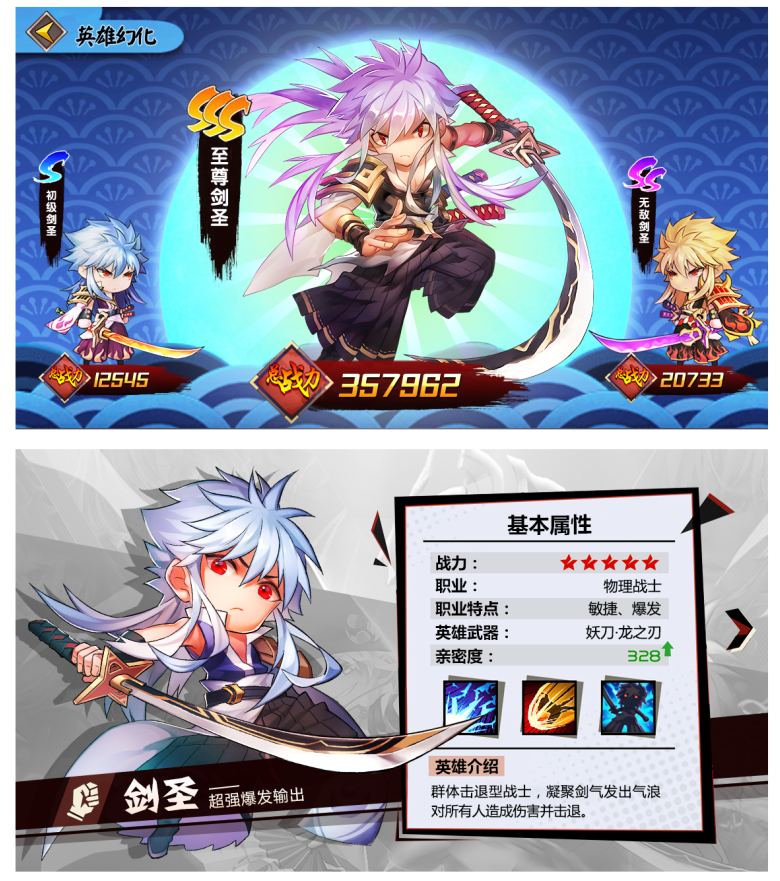 英雄幻化
SSS
至尊剑圣
S
初级剑圣
SS
无敌剑圣
总战力 12545
总战力 357962
总战力 20733
基本属性
战力：
职业： 物理战士
职业特点： 敏捷、爆发
英雄武器： 妖刀·龙之刃
亲密度： 328
英雄介绍
群体击退型战士，凝聚剑气发出气浪
对所有人造成伤害并击退。
剑圣 超强爆发输出